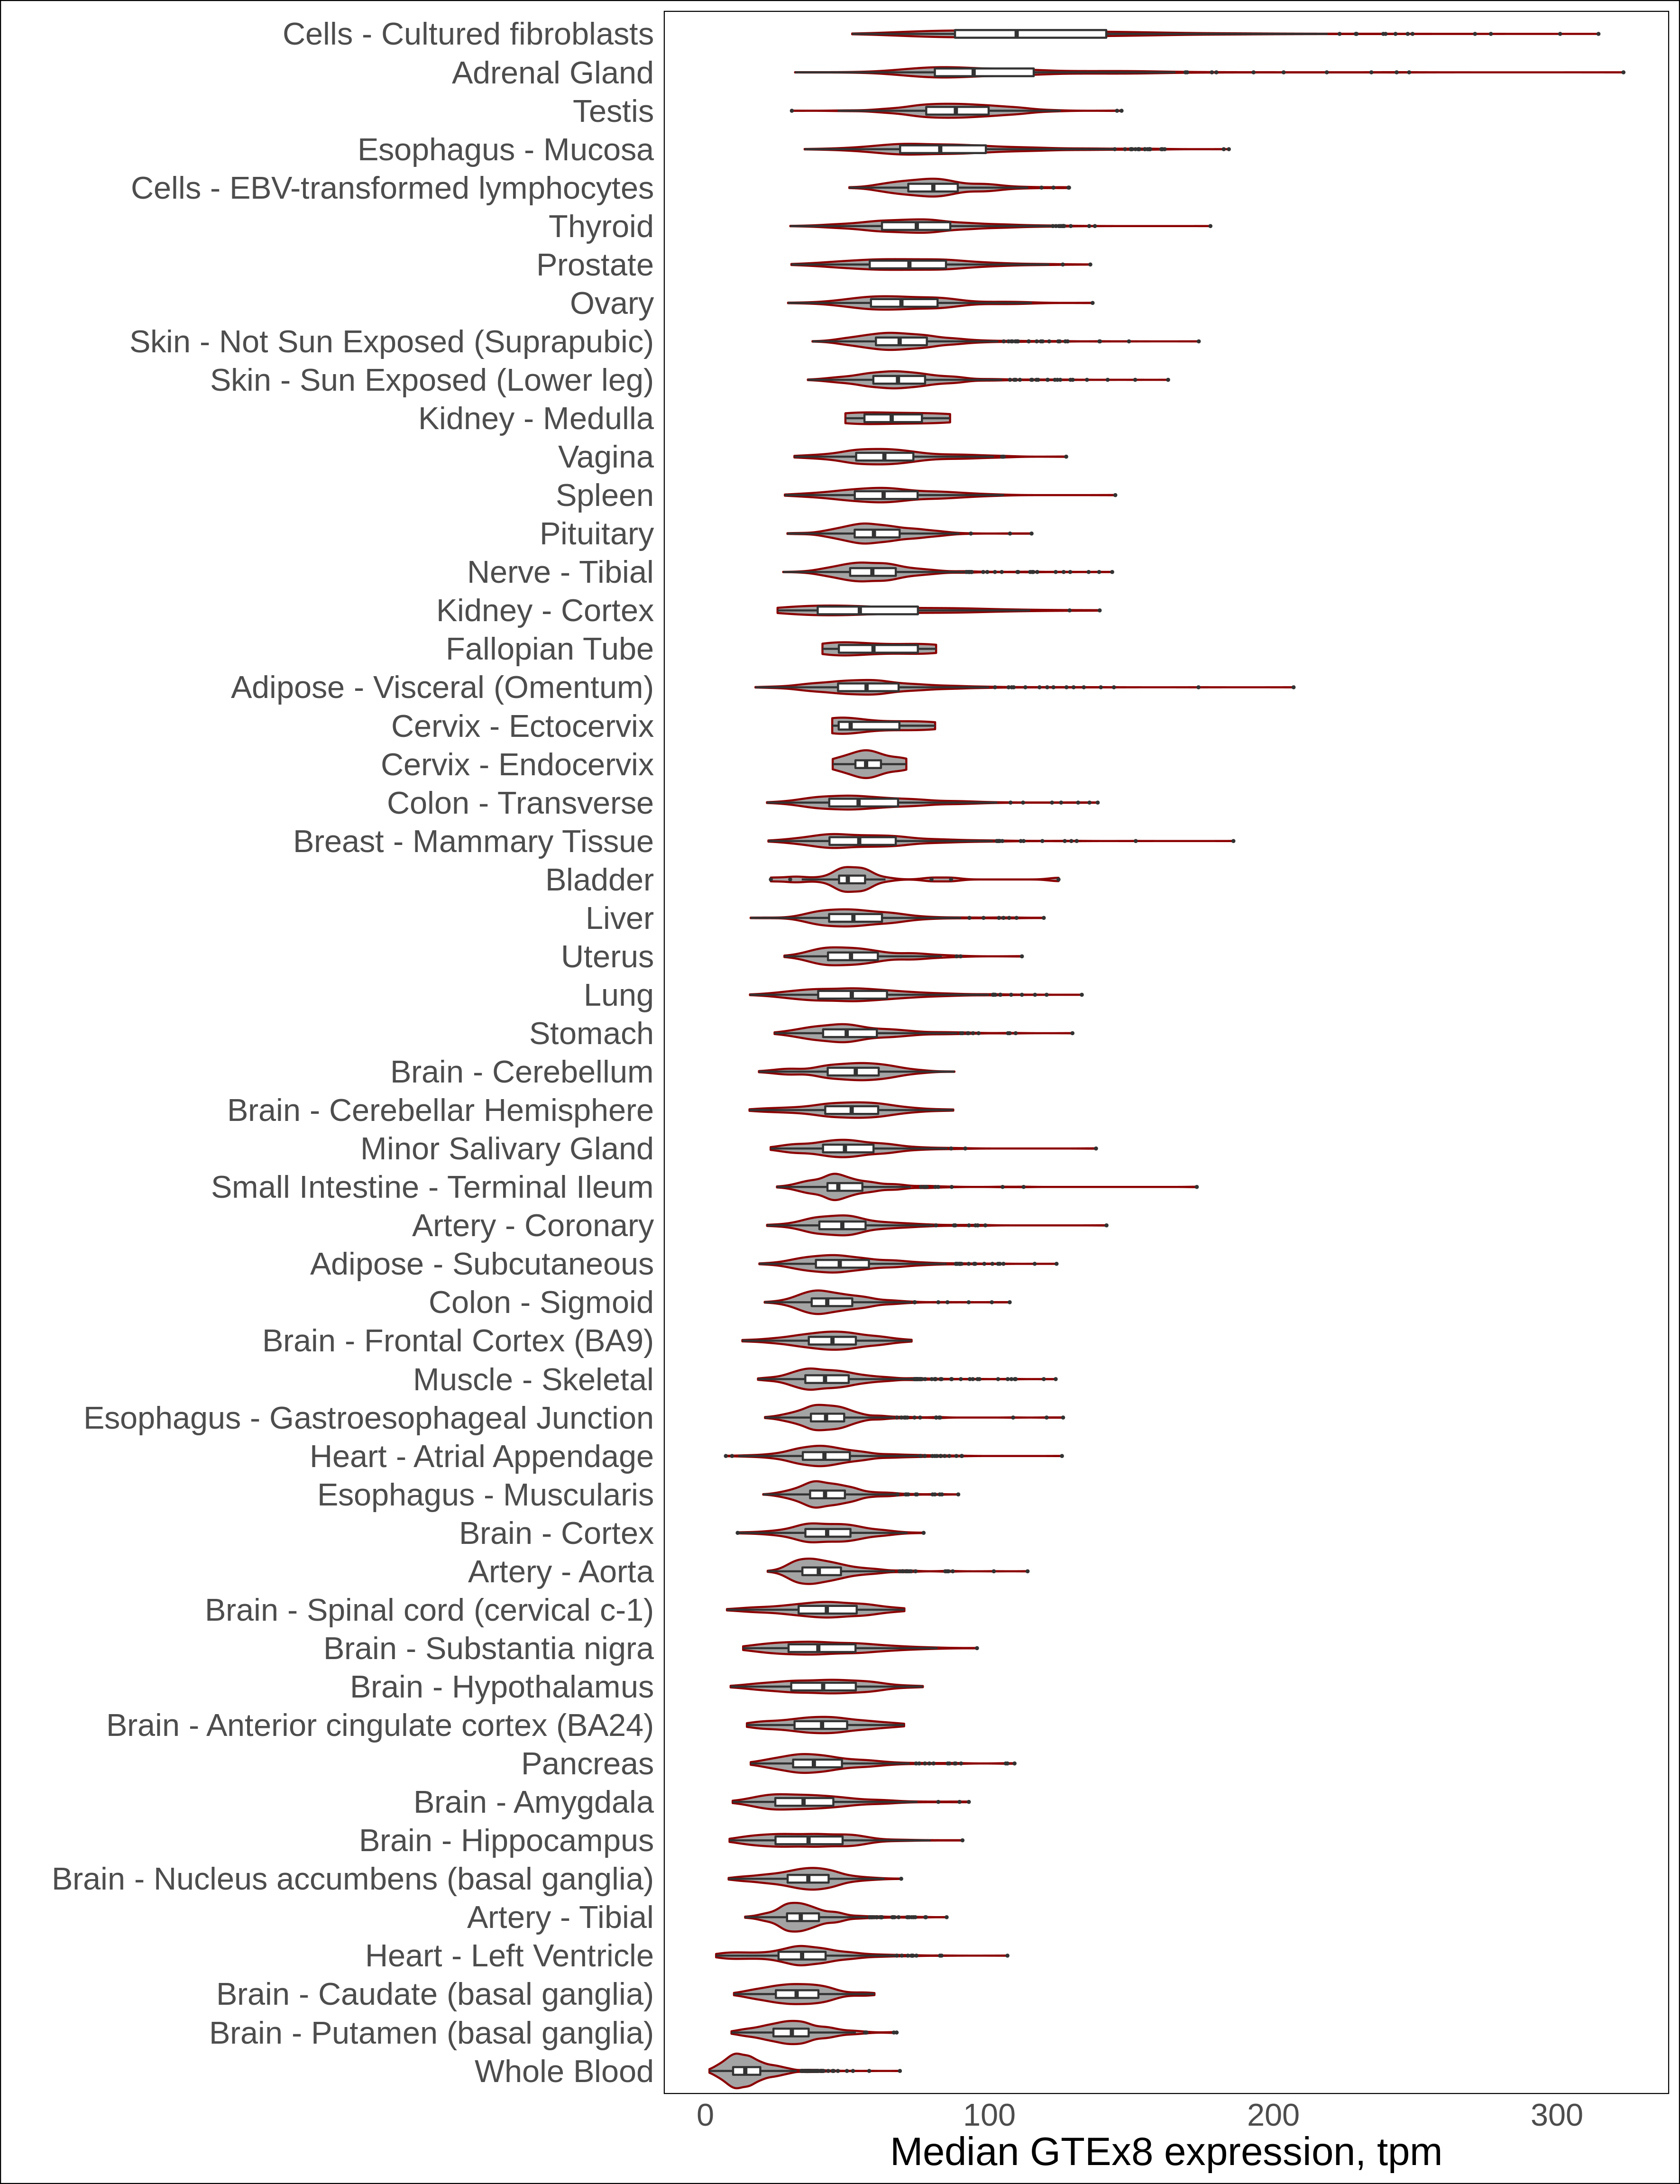 Cells - Cultured fibroblasts
Adrenal Gland
Testis
Esophagus - Mucosa
Cells - EBV-transformed lymphocytes
Thyroid
Prostate
Ovary
Skin - Not Sun Exposed (Suprapubic)
Skin - Sun Exposed (Lower leg)
Kidney - Medulla
Vagina
Spleen
Pituitary
Nerve - Tibial
Kidney - Cortex
Fallopian Tube
Adipose - Visceral (Omentum)
Cervix - Ectocervix
Cervix - Endocervix
Colon - Transverse
Breast - Mammary Tissue
Bladder
Liver
Uterus
Lung
Stomach
Brain - Cerebellum
Brain - Cerebellar Hemisphere
Minor Salivary Gland
Small Intestine - Terminal Ileum
Artery - Coronary
Adipose - Subcutaneous
Colon - Sigmoid
Brain - Frontal Cortex (BA9)
Muscle - Skeletal
Esophagus - Gastroesophageal Junction
Heart - Atrial Appendage
Esophagus - Muscularis
Brain - Cortex
Artery - Aorta
Brain - Spinal cord (cervical c-1)
Brain - Substantia nigra
Brain - Hypothalamus
Brain - Anterior cingulate cortex (BA24)
Pancreas
Brain - Amygdala
Brain - Hippocampus
Brain - Nucleus accumbens (basal ganglia)
Artery - Tibial
Heart - Left Ventricle
Brain - Caudate (basal ganglia)
Brain - Putamen (basal ganglia)
Whole Blood
0 100 200 300
Median GTEx8 expression, tpm